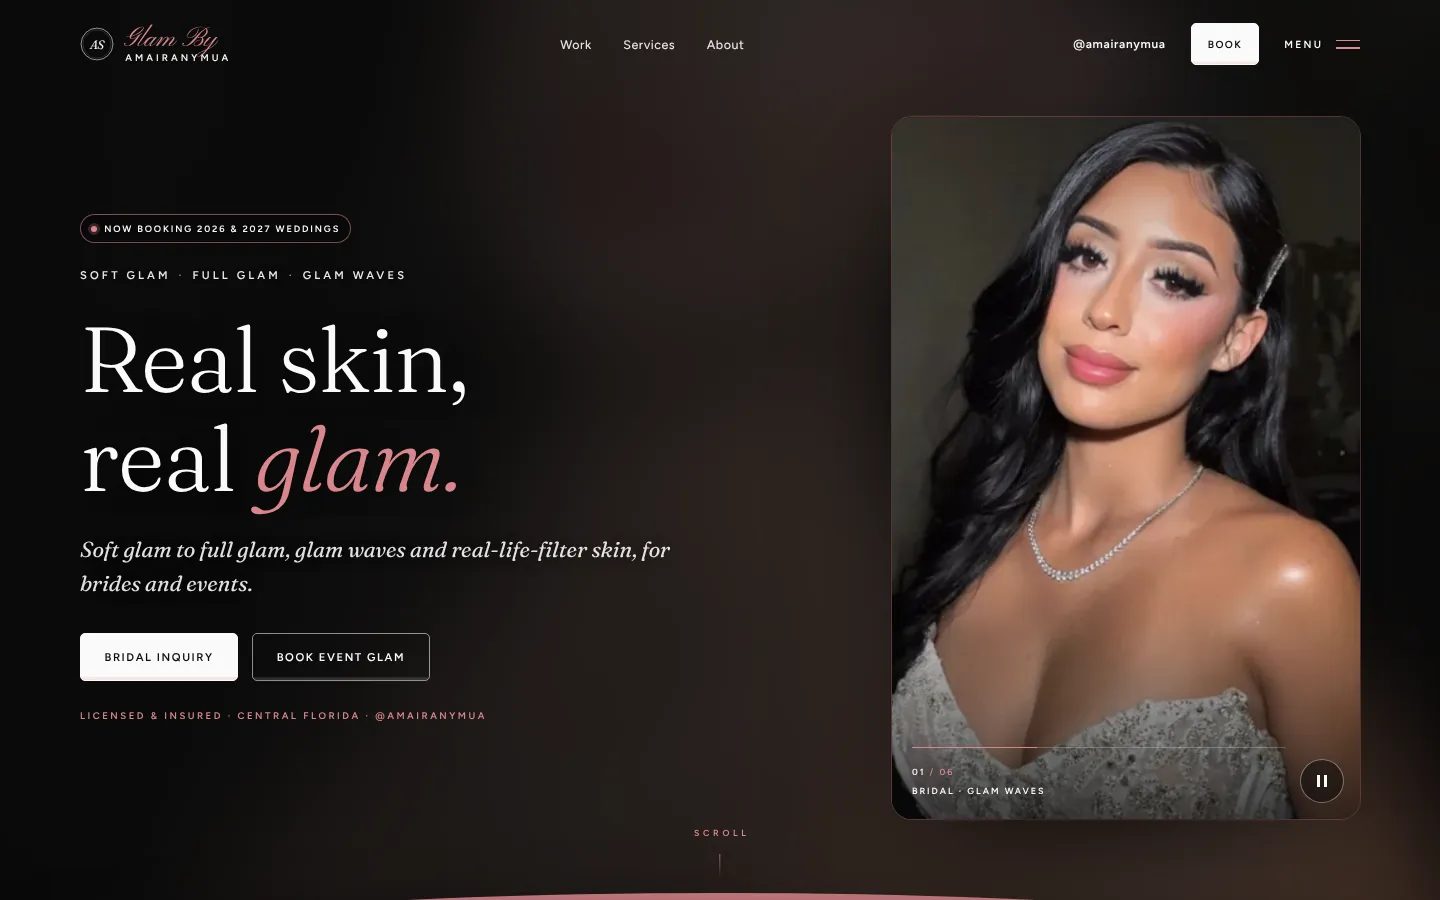 AS
Glam By
AMAIRANYMUA
Work
Services
About
@amairanymua
BOOK
MENU
NOW BOOKING 2026 & 2027 WEDDINGS
SOFT GLAM · FULL GLAM · GLAM WAVES
Real skin,
real glam.
Soft glam to full glam, glam waves and real-life-filter skin, for
brides and events.
BRIDAL INQUIRY
BOOK EVENT GLAM
LICENSED & INSURED · CENTRAL FLORIDA · @AMAIRANYMUA
01 / 06
BRIDAL · GLAM WAVES
SCROLL